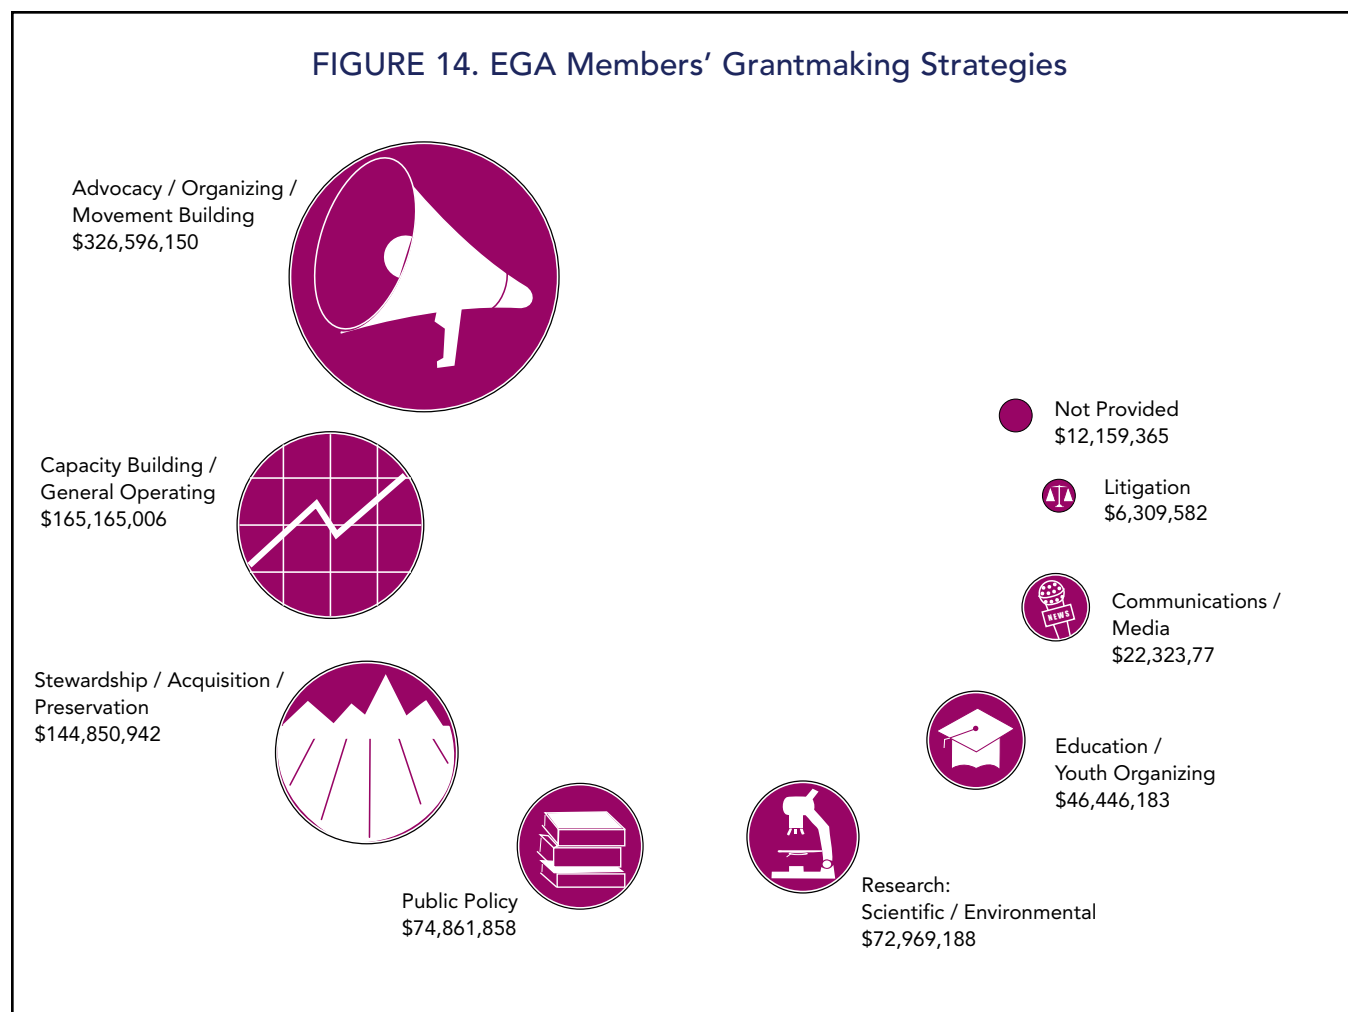 FIGURE 14. EGA Members’ Grantmaking Strategies
Advocacy / Organizing /
Movement Building
$326,596,150
Capacity Building /
General Operating
$165,165,006
Stewardship / Acquisition /
Preservation
$144,850,942
Public Policy
$74,861,858
Research:
Scientific / Environmental
$72,969,188
Education /
Youth Organizing
$46,446,183
NEWS
Communications /
Media
$22,323,77
Litigation
$6,309,582
Not Provided
$12,159,365